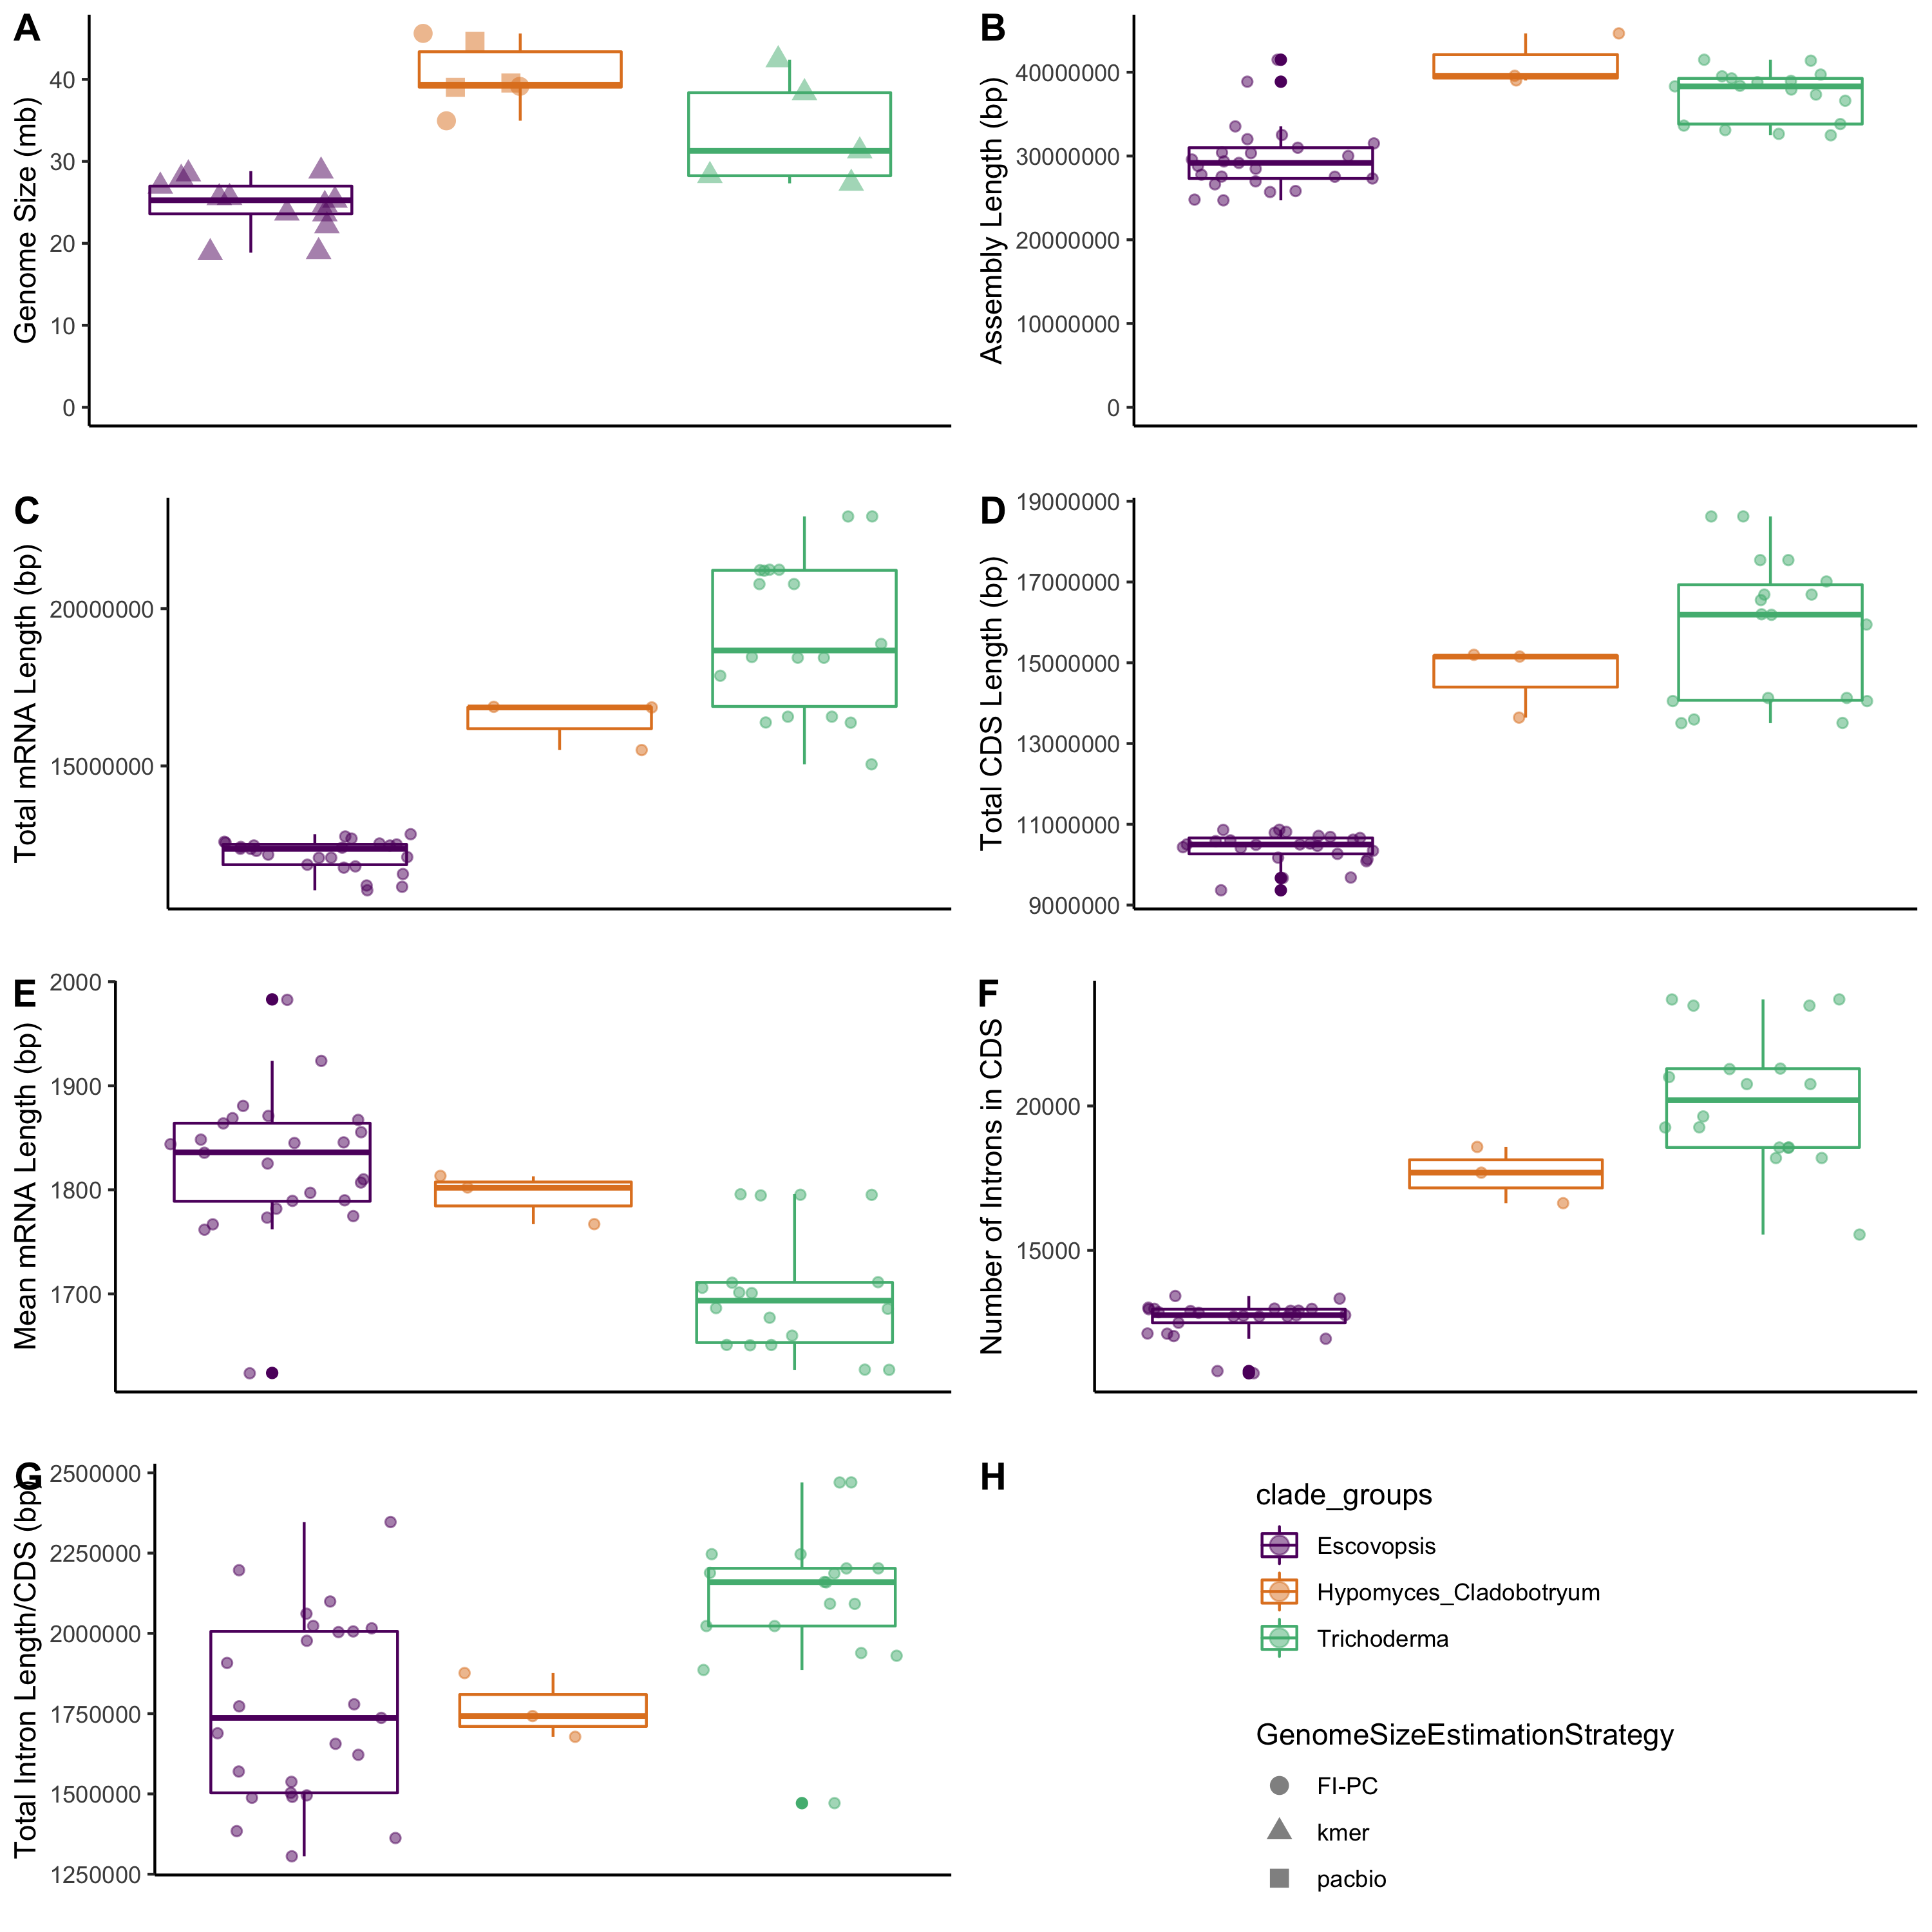 A
Genome Size (mb)
40
30
20
10
0
B
Assembly Length (bp)
40000000
30000000
20000000
10000000
0
C
Total mRNA Length (bp)
20000000
15000000
D
Total CDS Length (bp)
19000000
17000000
15000000
13000000
11000000
9000000
E
Mean mRNA Length (bp)
2000
1900
1800
1700
F
Number of Introns in CDS
20000
15000
G
Total Intron Length/CDS (bp)
2500000
2250000
2000000
1750000
1500000
1250000
H
clade_groups
Escovopsis
Hypomyces_Cladobotryum
Trichoderma
GenomeSizeEstimationStrategy
FI-PC
kmer
pacbio